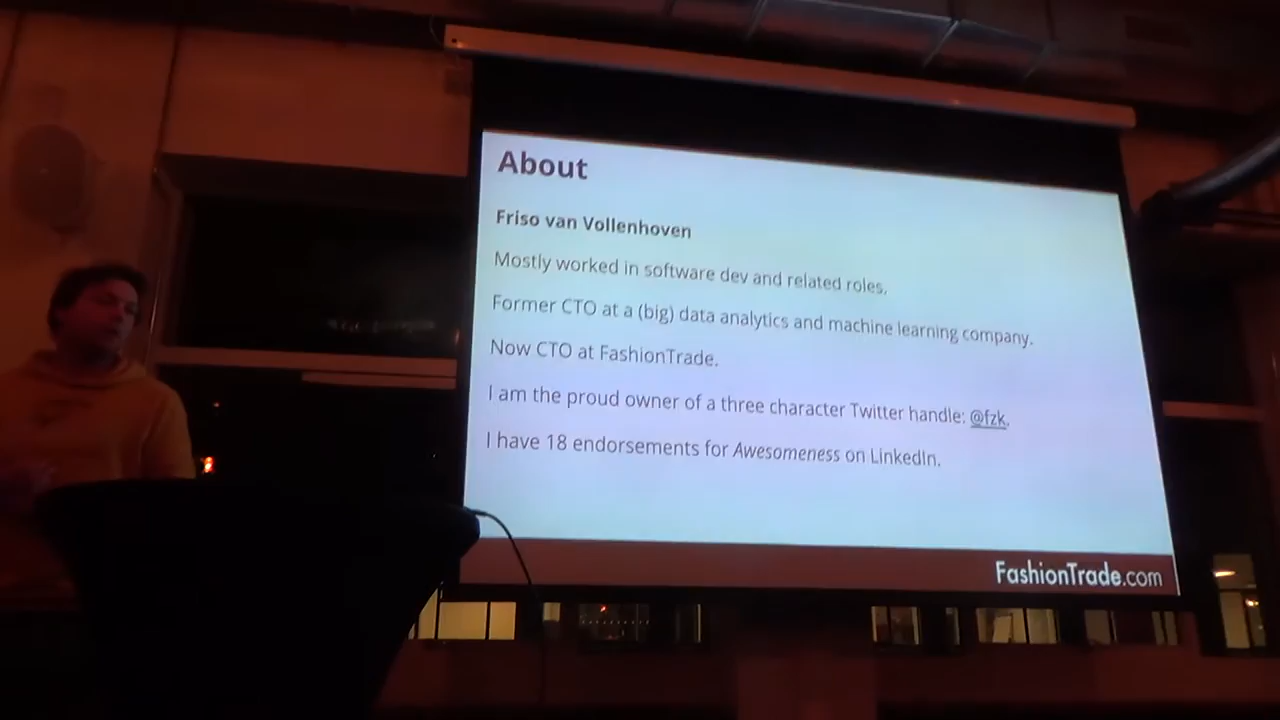 About
Friso van Vollenhoven
Mostly worked in software dev and related roles.
Former CTO at a (big) data analytics and machine learning company.
Now CTO at FashionTrade.
I am the proud owner of a three character Twitter handle: @fzk.
I have 18 endorsements for Awesomeness on LinkedIn.
FashionTrade.com